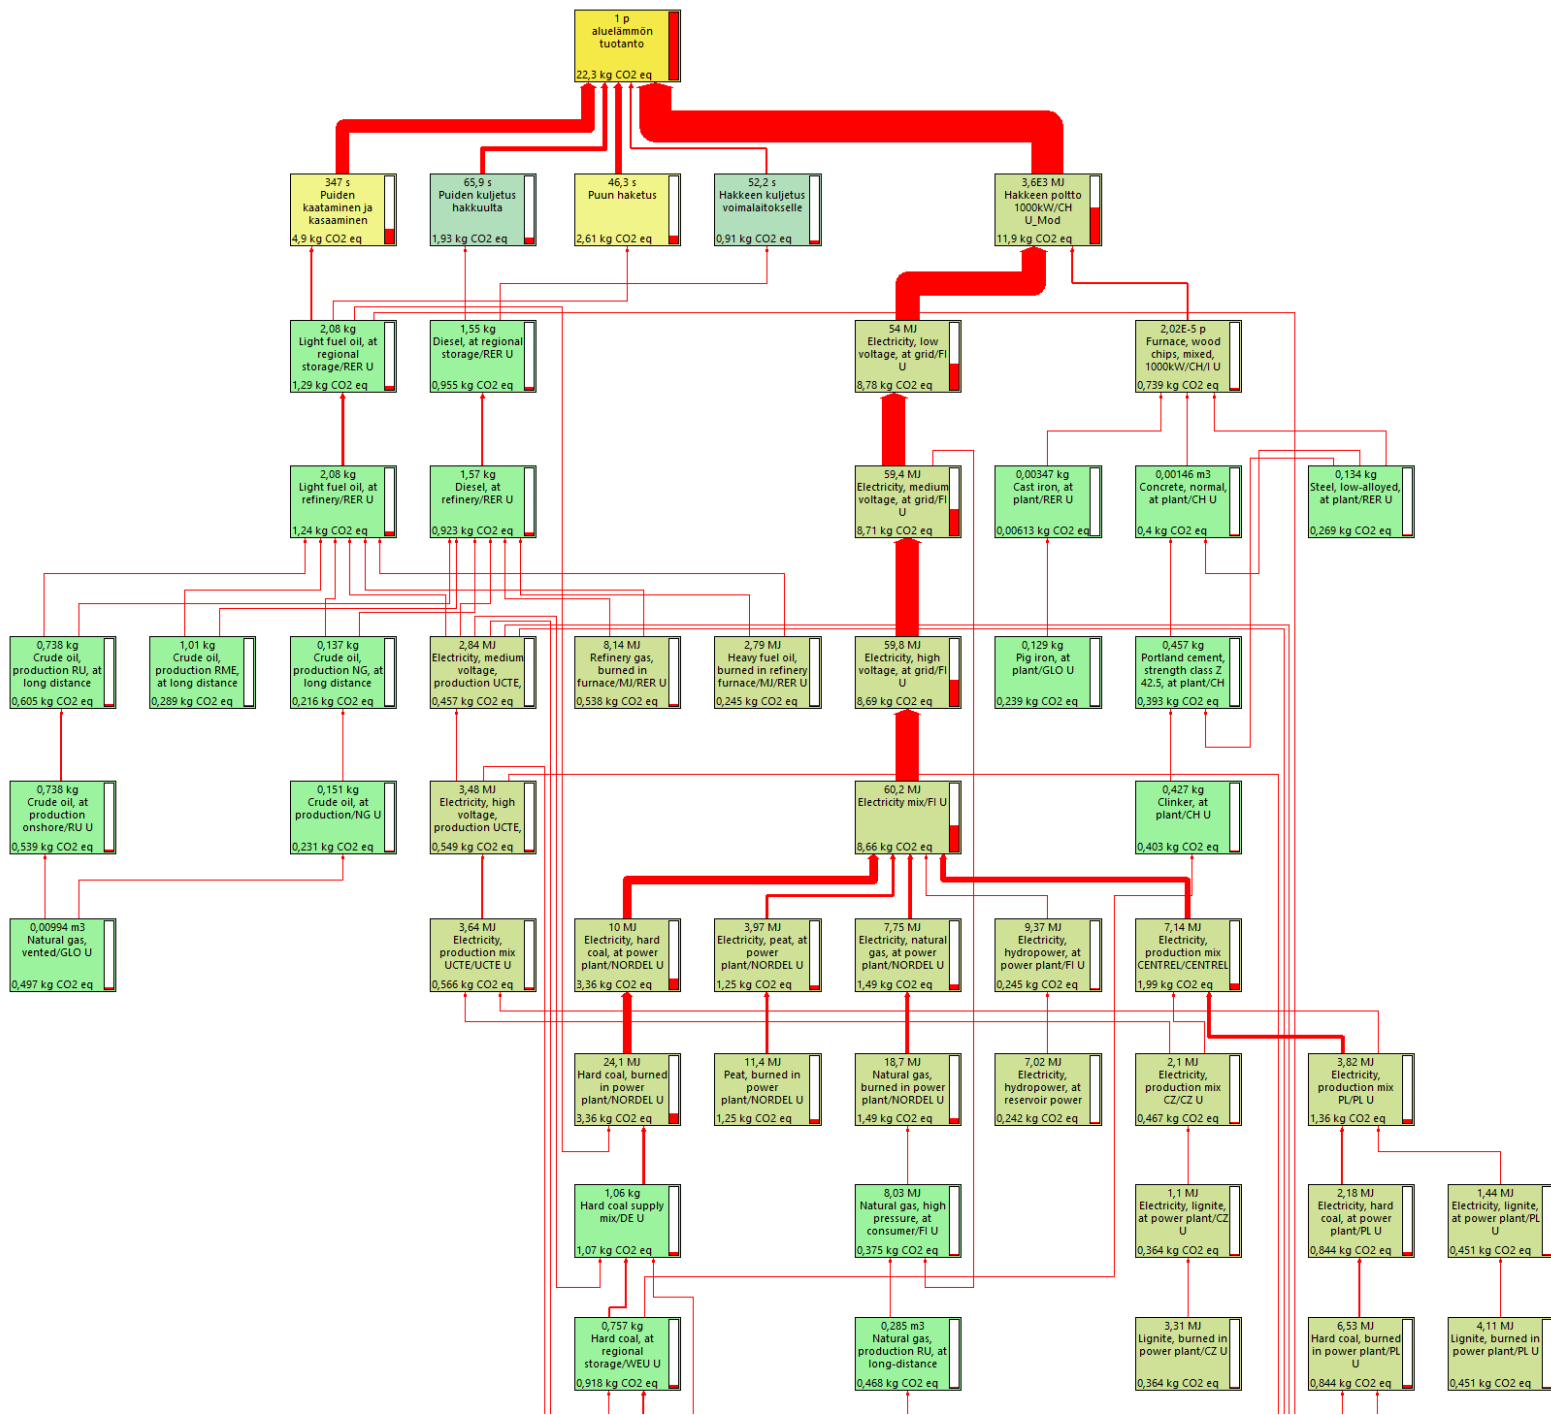 1 p
aluelämmön
tuotanto
22,3 kg CO2 eq
347 s
Puiden
kaataminen ja
kasaaminen
4,9 kg CO2 eq
65,9 s
Puiden kuljetus
hakkuulta
1,93 kg CO2 eq
46,3 s
Puun haketus
2,61 kg CO2 eq
52,2 s
Hakkeen kuljetus
voimalaitokselle
0,91 kg CO2 eq
3,6E3 MJ
Hakkeen poltto
1000kW/CH
U_Mod
11,9 kg CO2 eq
2,08 kg
Light fuel oil, at
regional
storage/RER U
1,29 kg CO2 eq
1,55 kg
Diesel, at regional
storage/RER U
0,955 kg CO2 eq
54 MJ
Electricity, low
voltage, at grid/FI
U
8,78 kg CO2 eq
2,02E-5 p
Furnace, wood
chips, mixed,
1000kW/CH/I U
0,739 kg CO2 eq
2,08 kg
Light fuel oil, at
refinery/RER U
1,24 kg CO2 eq
1,57 kg
Diesel, at
refinery/RER U
0,923 kg CO2 eq
59,4 MJ
Electricity, medium
voltage, at grid/FI
U
8,71 kg CO2 eq
0,00347 kg
Cast iron, at
plant/RER U
0,00613 kg CO2 eq
0,00146 m3
Concrete, normal,
at plant/CH U
0,4 kg CO2 eq
0,134 kg
Steel, low-alloyed,
at plant/RER U
0,269 kg CO2 eq
0,738 kg
Crude oil,
production RU, at
long distance
0,605 kg CO2 eq
1,01 kg
Crude oil,
production RME,
at long distance
0,289 kg CO2 eq
0,137 kg
Crude oil,
production NG, at
long distance
0,216 kg CO2 eq
2,84 MJ
Electricity, medium
voltage,
production UCTE,
0,457 kg CO2 eq
8,14 MJ
Refinery gas,
burned in
furnace/MJ/RER U
0,538 kg CO2 eq
2,79 MJ
Heavy fuel oil,
burned in refinery
furnace/MJ/RER U
0,245 kg CO2 eq
59,8 MJ
Electricity, high
voltage, at grid/FI
U
8,69 kg CO2 eq
0,129 kg
Pig iron, at
plant/GLO U
0,239 kg CO2 eq
0,457 kg
Portland cement,
strength class Z
42.5, at plant/CH
0,393 kg CO2 eq
0,738 kg
Crude oil, at
production
onshore/RU U
0,539 kg CO2 eq
0,151 kg
Crude oil, at
production/NG U
0,231 kg CO2 eq
3,48 MJ
Electricity, high
voltage,
production UCTE,
0,549 kg CO2 eq
60,2 MJ
Electricity mix/FI U
8,66 kg CO2 eq
0,427 kg
Clinker, at
plant/CH U
0,403 kg CO2 eq
0,00994 m3
Natural gas,
vented/GLO U
0,497 kg CO2 eq
3,64 MJ
Electricity,
production mix
UCTE/UCTE U
0,566 kg CO2 eq
10 MJ
Electricity, hard
coal, at power
plant/NORDEL U
3,36 kg CO2 eq
3,97 MJ
Electricity, peat, at
power
plant/NORDEL U
1,25 kg CO2 eq
7,75 MJ
Electricity, natural
gas, at power
plant/NORDEL U
1,49 kg CO2 eq
9,37 MJ
Electricity,
hydropower, at
power plant/FI U
0,245 kg CO2 eq
7,14 MJ
Electricity,
production mix
CENTREL/CENTREL
1,99 kg CO2 eq
24,1 MJ
Hard coal, burned
in power
plant/NORDEL U
3,36 kg CO2 eq
11,4 MJ
Peat, burned in
power
plant/NORDEL U
1,25 kg CO2 eq
18,7 MJ
Natural gas,
burned in power
plant/NORDEL U
1,49 kg CO2 eq
7,02 MJ
Electricity,
hydropower, at
reservoir power
0,242 kg CO2 eq
2,1 MJ
Electricity,
production mix
CZ/CZ U
0,467 kg CO2 eq
3,82 MJ
Electricity,
production mix
PL/PL U
1,36 kg CO2 eq
1,06 kg
Hard coal supply
mix/DE U
1,07 kg CO2 eq
8,03 MJ
Natural gas, high
pressure, at
consumer/FI U
0,375 kg CO2 eq
1,1 MJ
Electricity, lignite,
at power plant/CZ
U
0,364 kg CO2 eq
2,18 MJ
Electricity, hard
coal, at power
plant/PL U
0,844 kg CO2 eq
1,44 MJ
Electricity, lignite,
at power plant/PL
U
0,451 kg CO2 eq
0,757 kg
Hard coal, at
regional
storage/WEU U
0,918 kg CO2 eq
0,285 m3
Natural gas,
production RU, at
long-distance
0,468 kg CO2 eq
3,31 MJ
Lignite, burned in
power plant/CZ U
0,364 kg CO2 eq
6,53 MJ
Hard coal, burned
in power plant/PL
U
0,844 kg CO2 eq
4,11 MJ
Lignite, burned in
power plant/PL U
0,451 kg CO2 eq